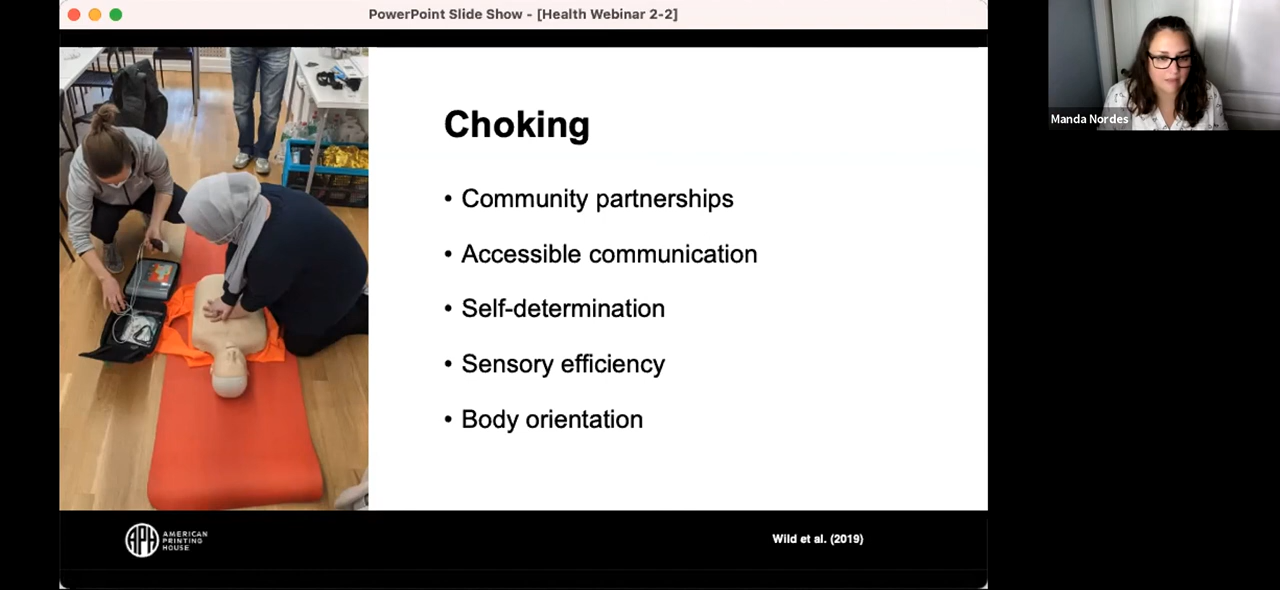 PowerPoint Slide Show - [Health Webinar 2-2]
Manda Nordes
Choking
• Community partnerships
• Accessible communication
• Self-determination
• Sensory efficiency
• Body orientation
APH
AMERICAN
PRINTING
HOUSE
Wild et al. (2019)